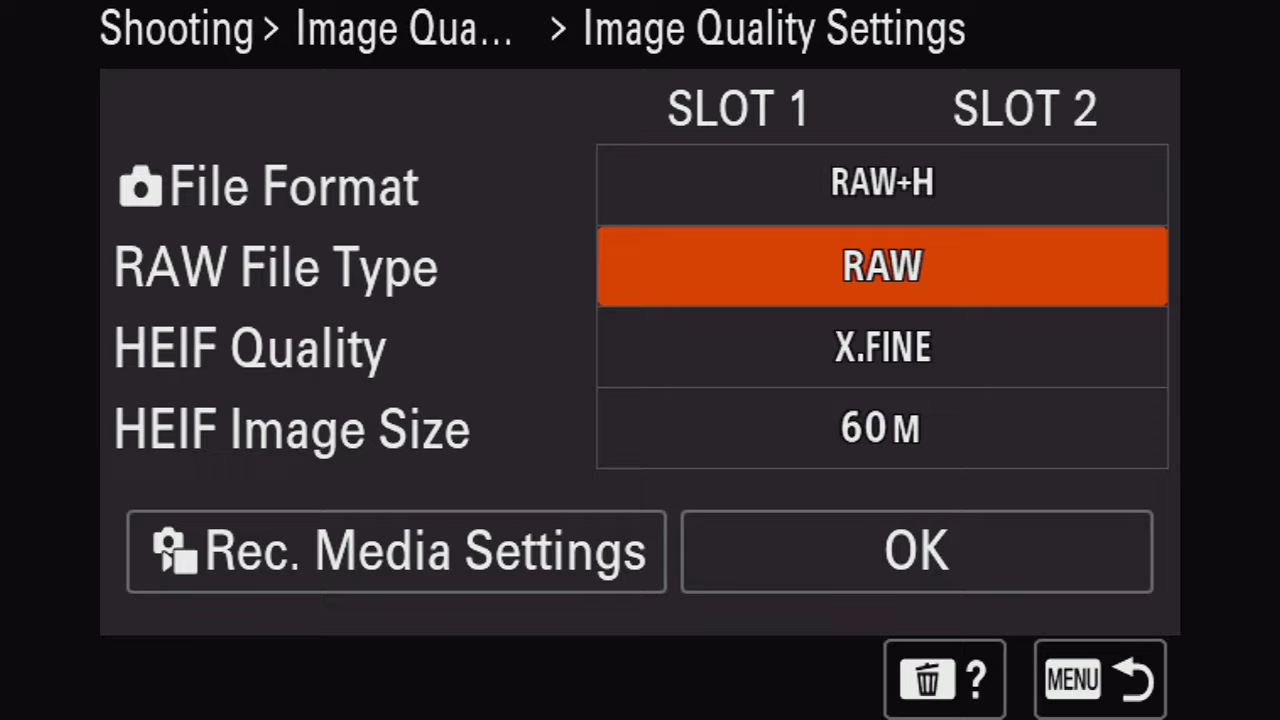 Shooting > Image Qua... > Image Quality Settings
SLOT 1 SLOT 2
File Format RAW+H
RAW File Type RAW
HEIF Quality X.FINE
HEIF Image Size 60M
Rec. Media Settings OK
? MENU